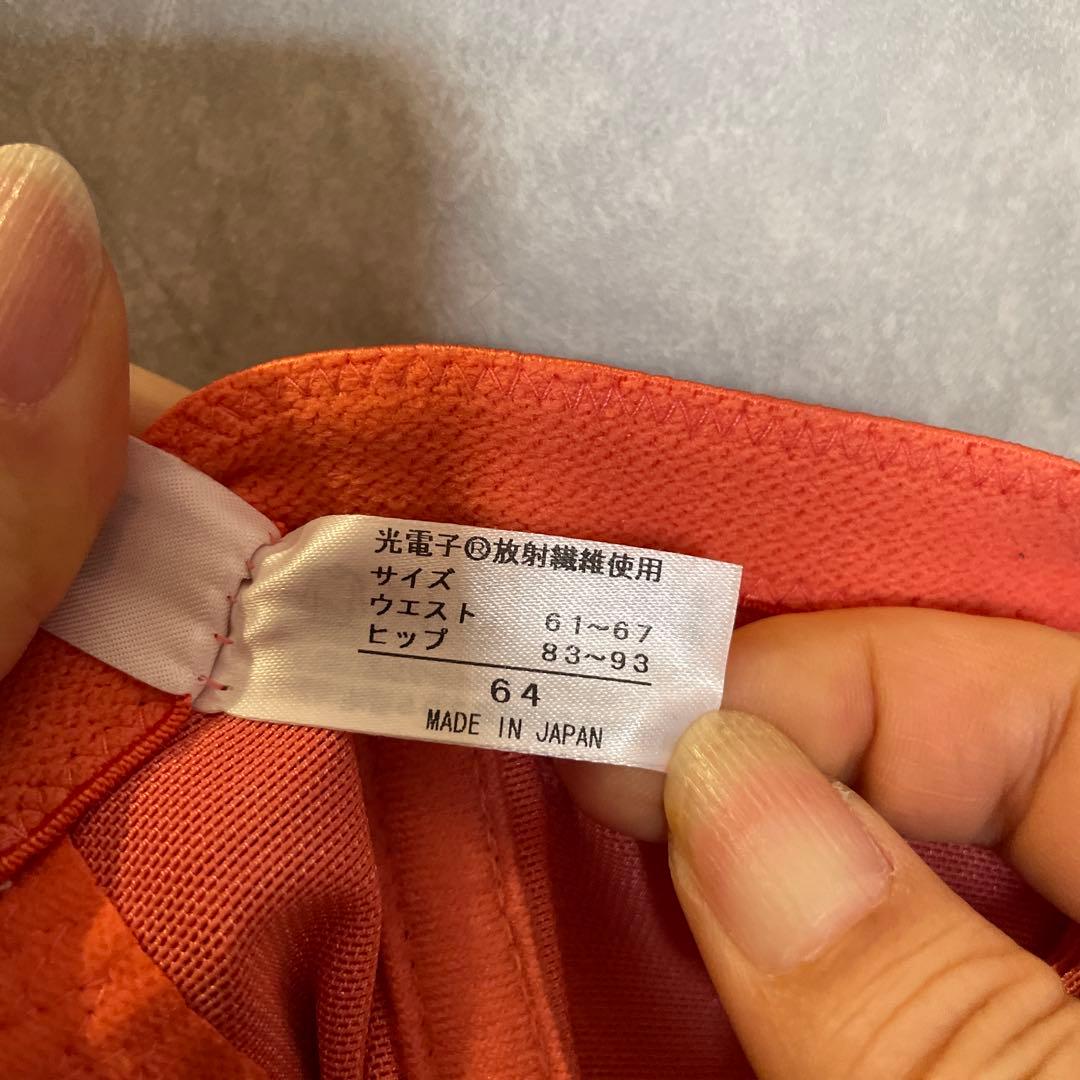 光電子®放射繊維使用
サイズ
ウエスト 61~67
ヒップ 83~93
64
MADE IN JAPAN